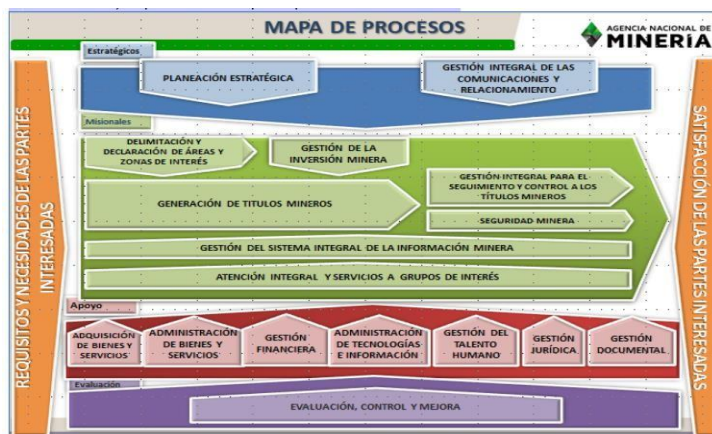 MAPA DE PROCESOS
AGENCIA NACIONAL DE
MINERÍA
Estratégicos
PLANEACIÓN ESTRATÉGICA
GESTIÓN INTEGRAL DE LAS
COMUNICACIONES Y
RELACIONAMIENTO
REQUISITOS Y NECESIDADES DE LAS PARTES
INTERESADAS
Misionales
DELIMITACIÓN Y
DECLARACIÓN DE ÁREAS Y
ZONAS DE INTERÉS
GESTIÓN DE LA
INVERSIÓN MINERA
GENERACIÓN DE TITULOS MINEROS
GESTIÓN INTEGRAL PARA EL
SEGUIMIENTO Y CONTROL A LOS
TÍTULOS MINEROS
SEGURIDAD MINERA
GESTIÓN DEL SISTEMA INTEGRAL DE LA INFORMACIÓN MINERA
ATENCIÓN INTEGRAL Y SERVICIOS A GRUPOS DE INTERÉS
SATISFACCIÓN DE LAS PARTES INTERESADAS
Apoyo
ADQUISICIÓN
DE BIENES Y
SERVICIOS
ADMINISTRACIÓN
DE BIENES Y
SERVICIOS
GESTIÓN
FINANCIERA
ADMINISTRACIÓN
DE TECNOLOGÍAS
E INFORMACIÓN
GESTIÓN DEL
TALENTO
HUMANO
GESTIÓN
JURÍDICA
GESTIÓN
DOCUMENTAL
Evaluación
EVALUACIÓN, CONTROL Y MEJORA